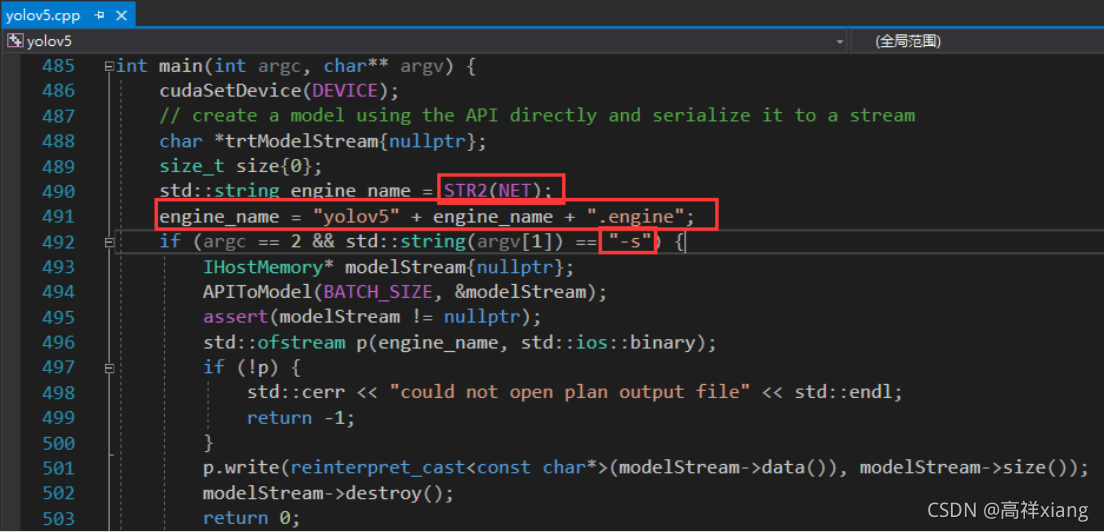 yolov5.cpp
yolov5 (全局范围)
485 int main(int argc, char** argv) {
486 cudaSetDevice(DEVICE);
487 // create a model using the API directly and serialize it to a stream
488 char *trtModelStream{nullptr};
489 size_t size{0};
490 std::string engine_name = STR2(NET);
491 engine_name = "yolov5" + engine_name + ".engine";
492 if (argc == 2 && std::string(argv[1]) == "-s") {
493 IHostMemory* modelStream{nullptr};
494 APIToModel(BATCH_SIZE, &modelStream);
495 assert(modelStream != nullptr);
496 std::ofstream p(engine_name, std::ios::binary);
497 if (!p) {
498 std::cerr << "could not open plan output file" << std::endl;
499 return -1;
500 }
501 p.write(reinterpret_cast<const char*>(modelStream->data()), modelStream->size());
502 modelStream->destroy();
503 return 0;
CSDN @高祥xiang